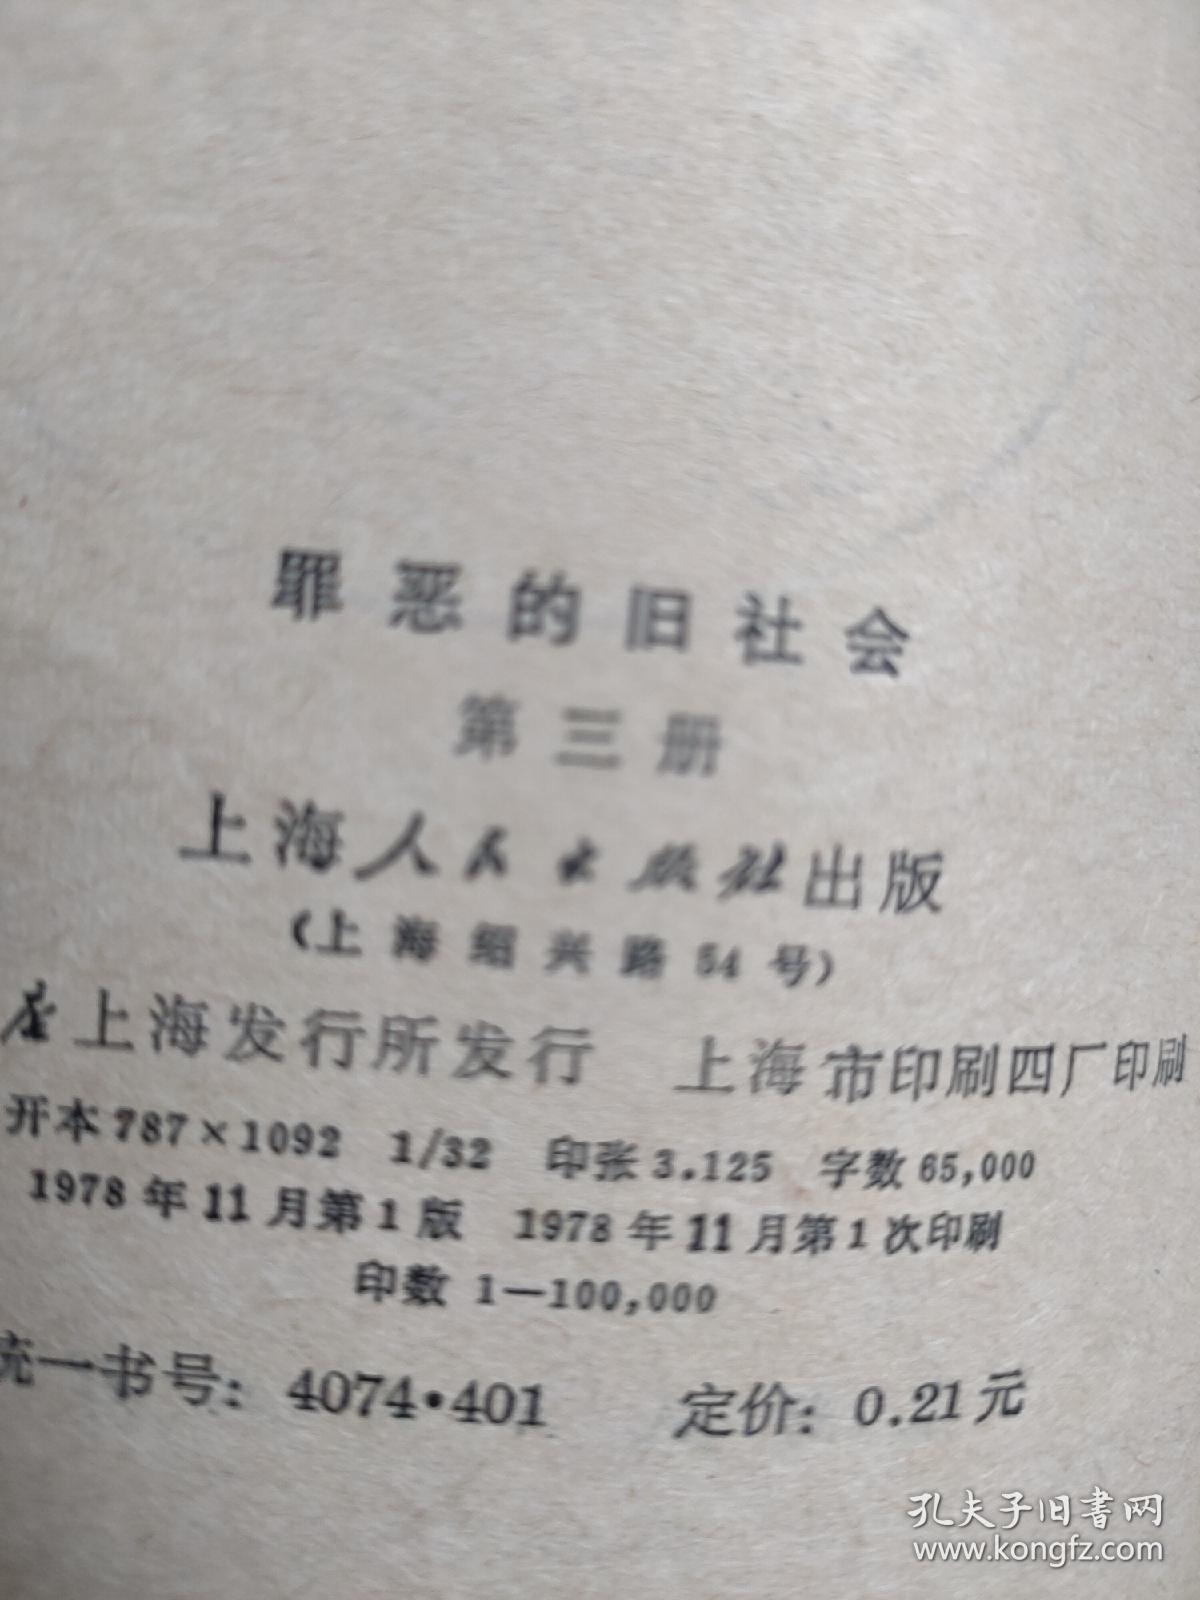 罪恶的旧社会
第三册
上海人民出版社出版
(上海绍兴路54号)
店上海发行所发行 上海市印刷四厂印刷
开本787×1092 1/32 印张3.125 字数65,000
1978年11月第1版 1978年11月第1次印刷
印数 1—100,000
统一书号：4074·401 定价：0.21元
孔夫子旧书网
www.kongfz.com